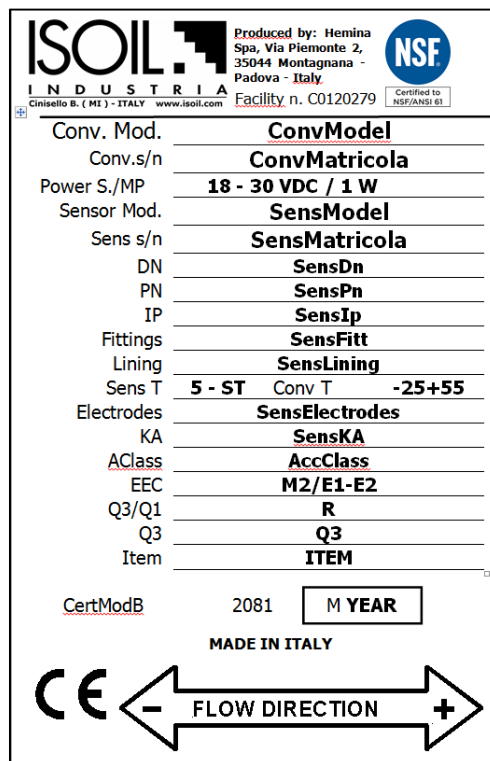 ISOIL
INDUSTRIA
Cinisello B. ( MI ) - ITALY www.isoil.com
Produced by: Hemina
Spa, Via Piemonte 2,
35044 Montagnana -
Padova - Italy
Facility n. C0120279
NSF
Certified to
NSF/ANSI 61
Conv. Mod. ConvModel
Conv.s/n ConvMatricola
Power S./MP 18 - 30 VDC / 1 W
Sensor Mod. SensModel
Sens s/n SensMatricola
DN SensDn
PN SensPn
IP SensIp
Fittings SensFitt
Lining SensLining
Sens T 5 - ST Conv T -25+55
Electrodes SensElectrodes
KA SensKA
AClass AccClass
EEC M2/E1-E2
Q3/Q1 R
Q3 Q3
Item ITEM
CertModB 2081 M YEAR
MADE IN ITALY
CE - FLOW DIRECTION +